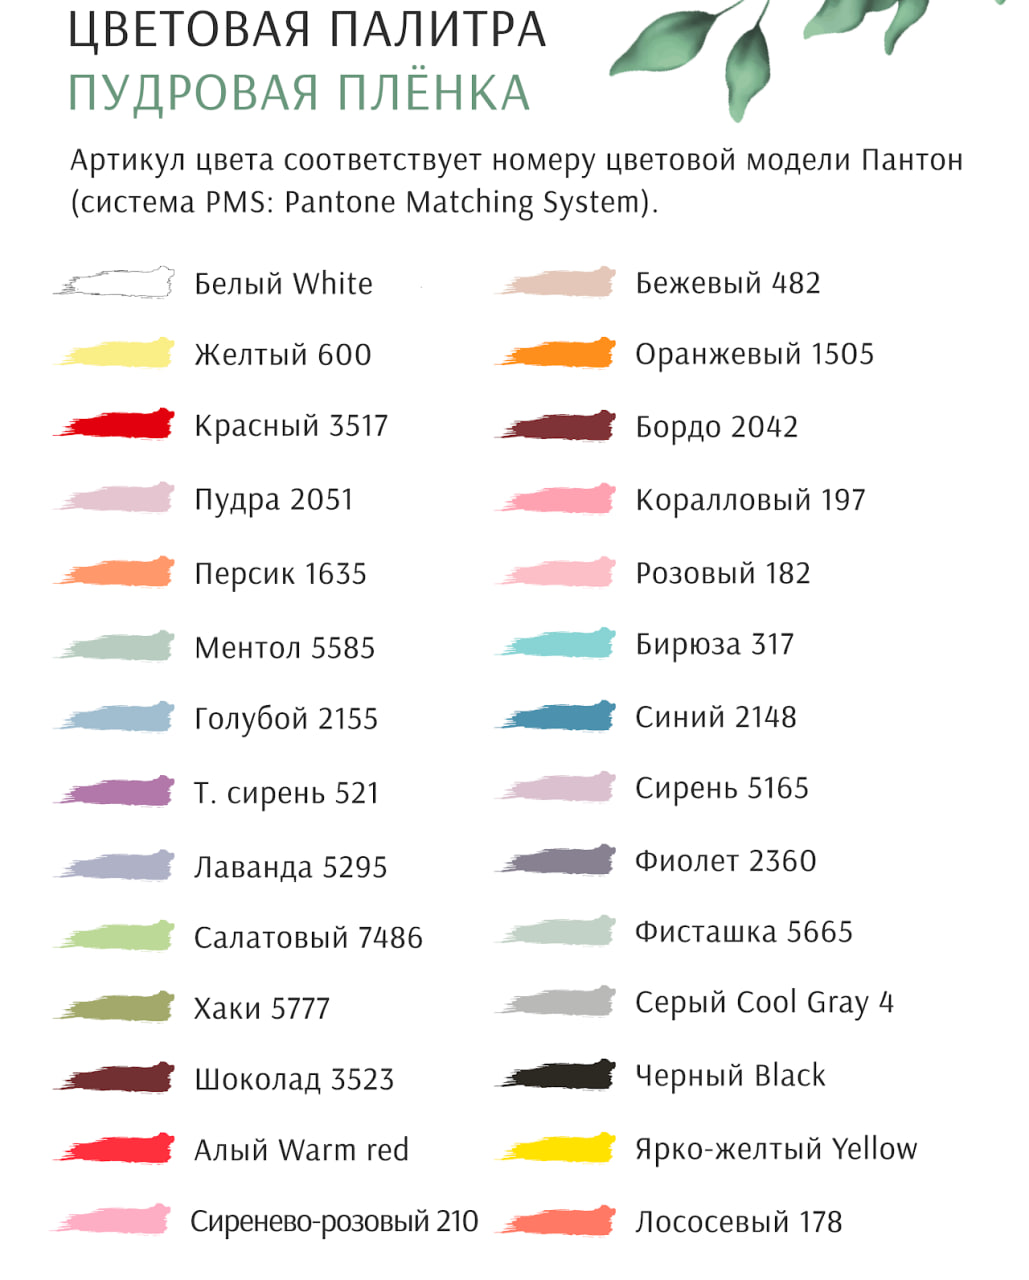 ЦВЕТОВАЯ ПАЛИТРА
ПУДРОВАЯ ПЛЁНКА
Артикул цвета соответствует номеру цветовой модели Пантон
(система PMS: Pantone Matching System).
Белый White
Бежевый 482
Желтый 600
Оранжевый 1505
Красный 3517
Бордо 2042
Пудра 2051
Коралловый 197
Персик 1635
Розовый 182
Ментол 5585
Бирюза 317
Голубой 2155
Синий 2148
Т. сирень 521
Сирень 5165
Лаванда 5295
Фиолет 2360
Салатовый 7486
Фисташка 5665
Хаки 5777
Серый Cool Gray 4
Шоколад 3523
Черный Black
Алый Warm red
Ярко-желтый Yellow
Сиренево-розовый 210
Лососевый 178